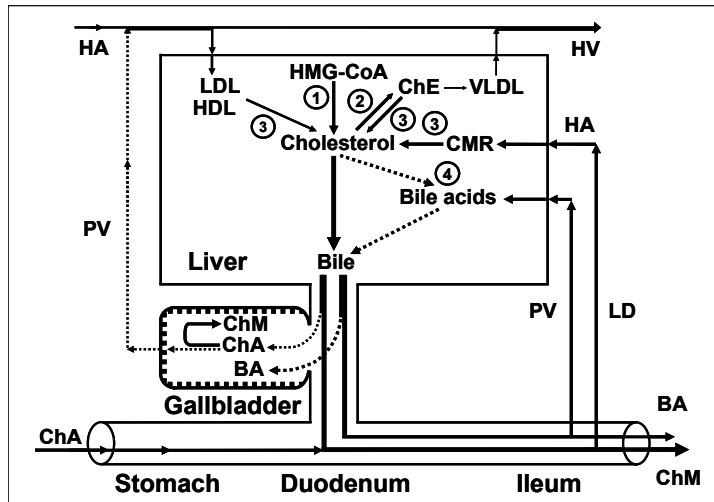 HA
HV
LDL
HDL
HMG-CoA
ChE
VLDL
1
2
3
3
3
Cholesterol
CMR
HA
4
Bile acids
PV
Liver
Bile
ChM
ChA
BA
Gallbladder
PV
LD
BA
ChA
ChM
Stomach
Duodenum
Ileum